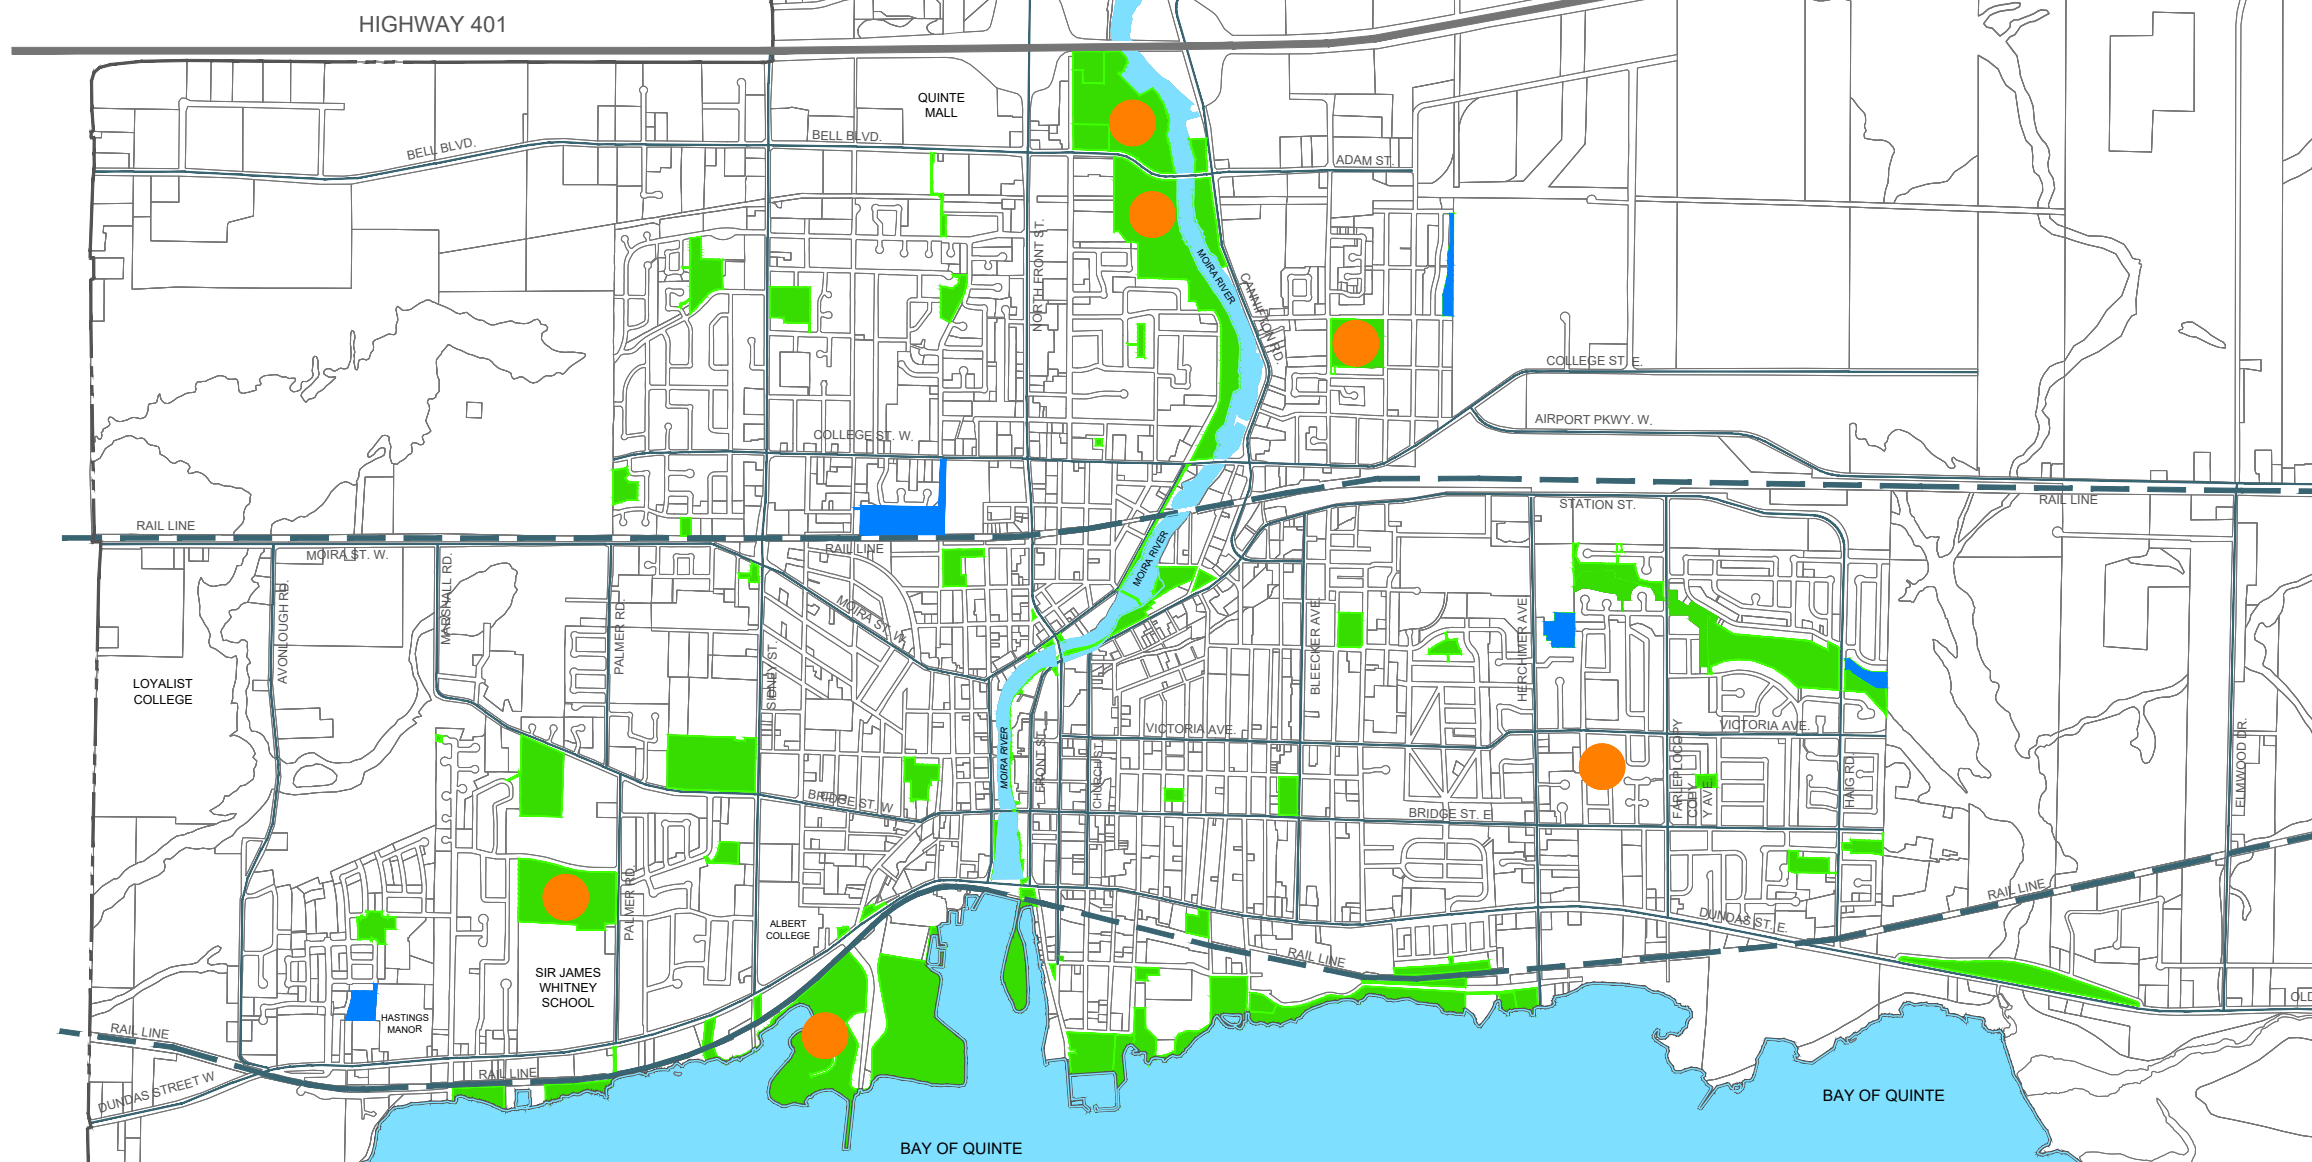 HIGHWAY 401
QUINTE
MALL
BELL BLVD.
BELL BLVD.
ADAM ST.
NORTH FRONT ST.
MOIRA RIVER
CANNIFTON RD.
COLLEGE ST. E.
AIRPORT PKWY. W.
COLLEGE ST. W.
RAIL LINE
STATION ST.
RAIL LINE
MOIRA ST. W.
RAIL LINE
MOIRA RIVER
AVONLOUGH RD.
MARSHALL RD.
PALMER RD.
MOIRA ST. W.
SIDNEY ST.
BLEECKER AVE.
HERCHIMER AVE.
LOYALIST
COLLEGE
VICTORIA AVE.
VICTORIA AVE.
MOIRA RIVER
FRONT ST.
CHURCH ST.
HAIG RD.
ELMWOOD DR.
BRIDGE ST. W
BRIDGE ST. E.
PALMER RD.
ALBERT
COLLEGE
RAIL LINE
DUNDAS ST. E.
RAIL LINE
SIR JAMES
WHITNEY
SCHOOL
HASTINGS
MANOR
OLD
RAIL LINE
RAIL LINE
DUNDAS STREET W
BAY OF QUINTE
BAY OF QUINTE